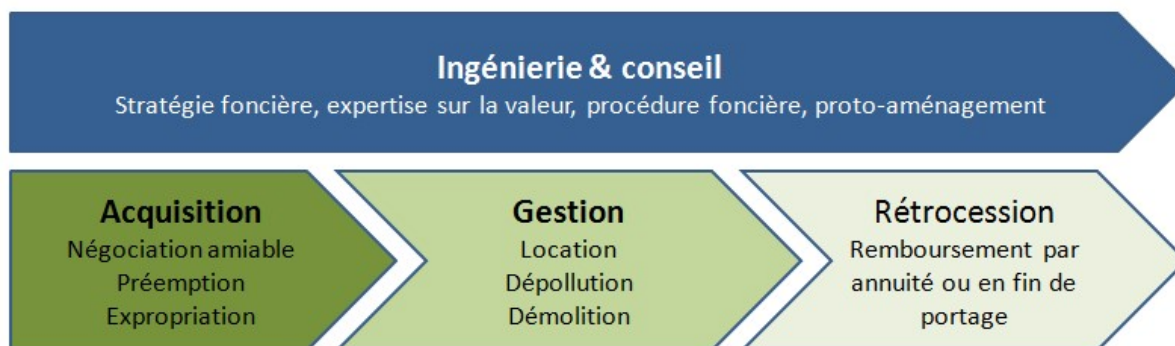 Ingénierie & conseil
Stratégie foncière, expertise sur la valeur, procédure foncière, proto-aménagement
Acquisition
Négociation amiable
Préemption
Expropriation
Gestion
Location
Dépollution
Démolition
Rétrocession
Remboursement par
annuité ou en fin de
portage